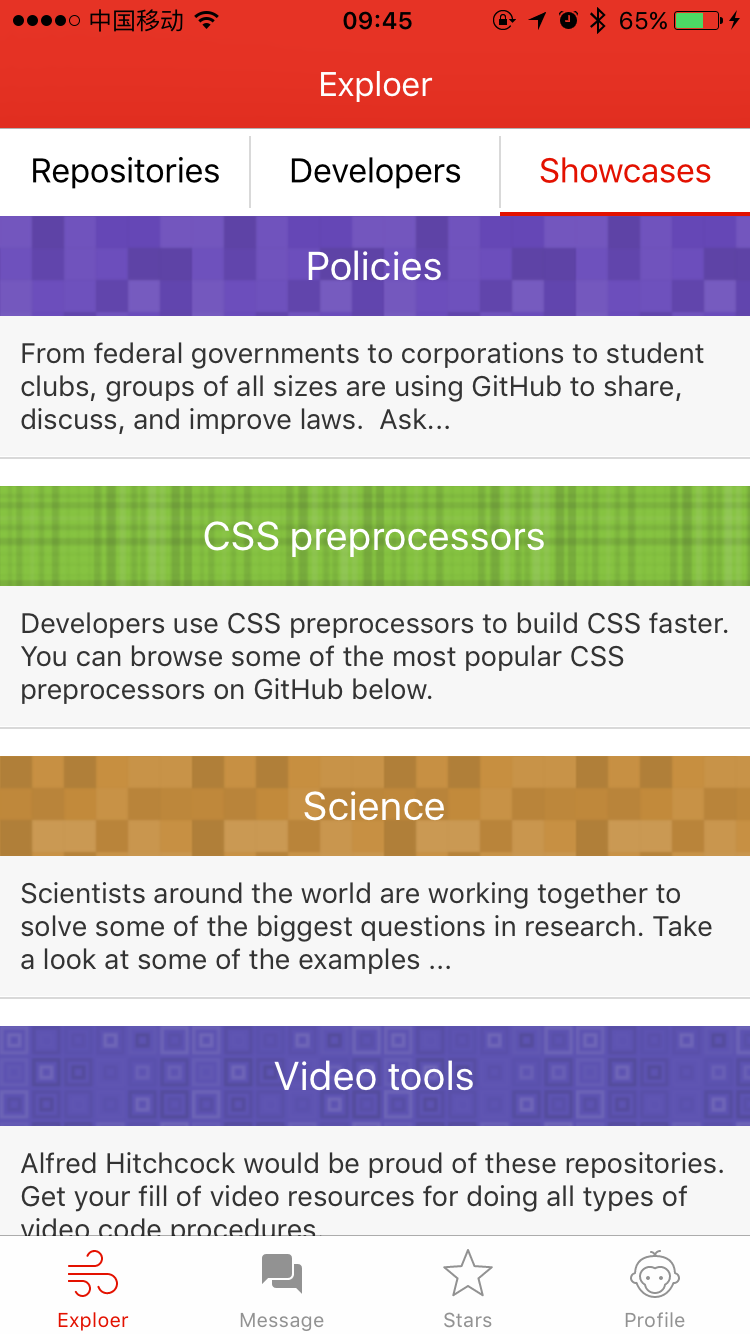 中国移动 09:45 65%
Exploer
Repositories Developers Showcases
Policies
From federal governments to corporations to student
clubs, groups of all sizes are using GitHub to share,
discuss, and improve laws.  Ask...
CSS preprocessors
Developers use CSS preprocessors to build CSS faster.
You can browse some of the most popular CSS
preprocessors on GitHub below.
Science
Scientists around the world are working together to
solve some of the biggest questions in research. Take
a look at some of the examples ...
Video tools
Alfred Hitchcock would be proud of these repositories.
Get your fill of video resources for doing all types of
video code procedures.
Exploer Message Stars Profile